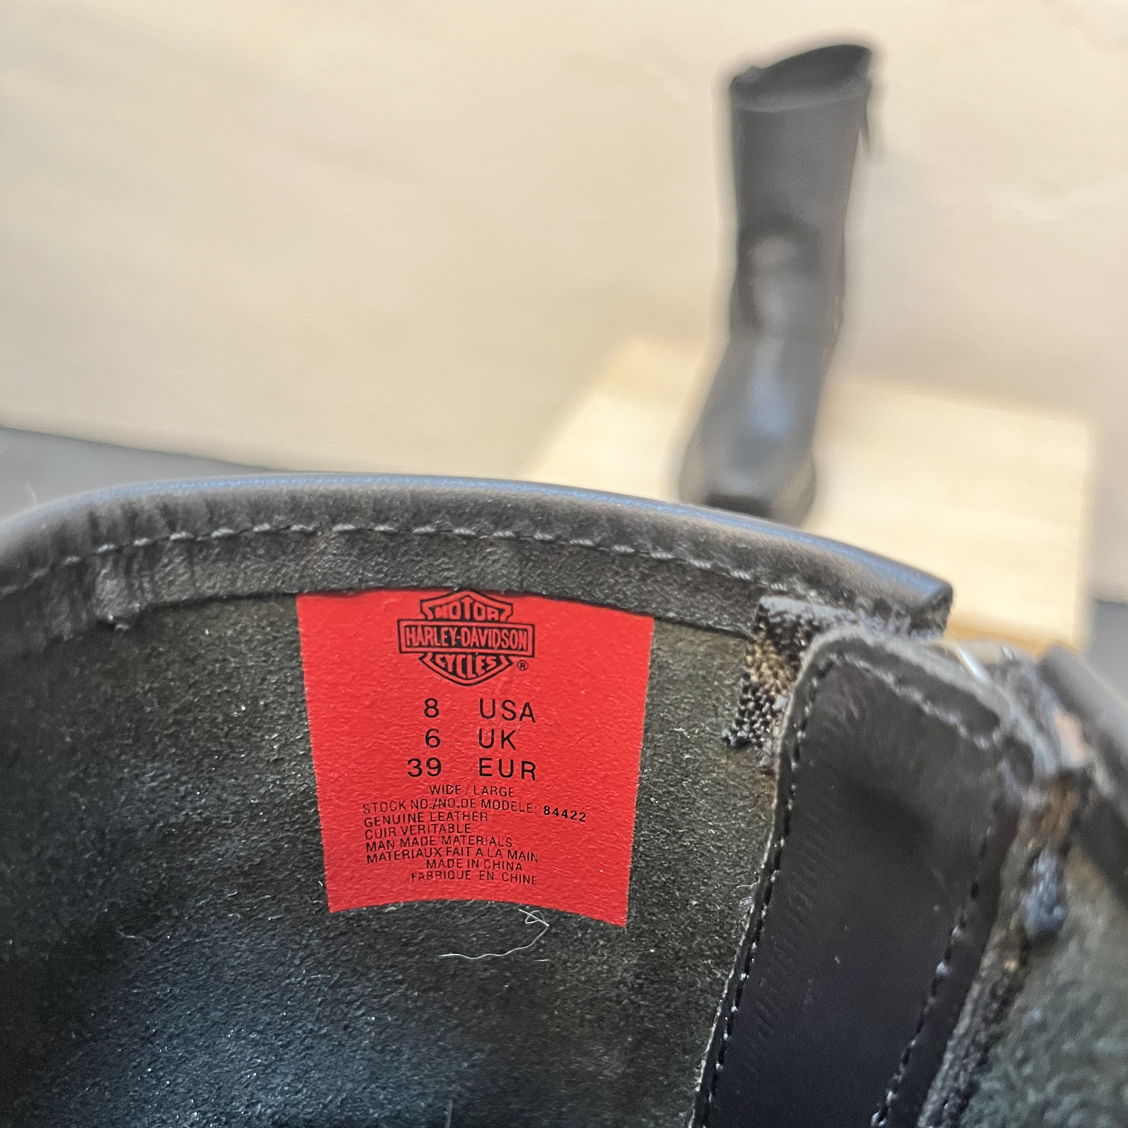 MOTOR
HARLEY-DAVIDSON
CYCLES ®
8 USA
6 UK
39 EUR
WIDE / LARGE
STOCK NO./NO.DE MODELE: 84422
GENUINE LEATHER
CUIR VERITABLE
MAN MADE MATERIALS
MATERIAUX FAIT A LA MAIN
MADE IN CHINA
FABRIQUE EN CHINE